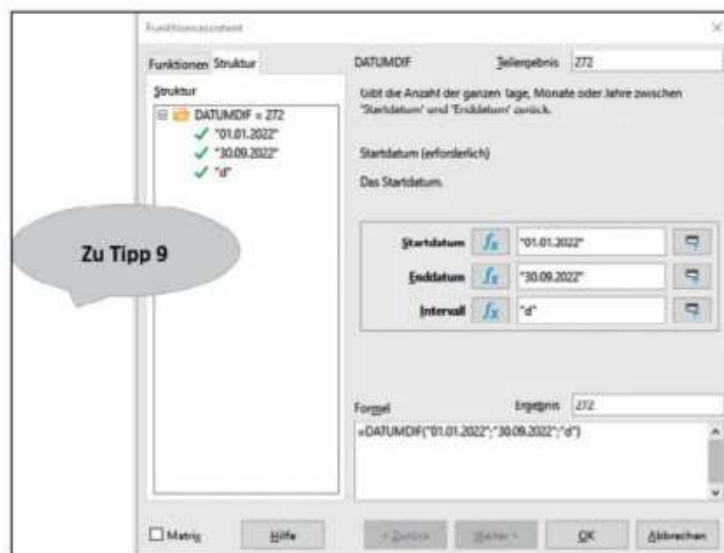 Funktionsassistent
Funktionen Struktur
DATUMDIF
Teilergebnis 272
Struktur
DATUMDIF = 272
"01.01.2022"
"30.09.2022"
"d"
Gibt die Anzahl der ganzen Tage, Monate oder Jahre zwischen
'Startdatum' und 'Enddatum' zurück.
Startdatum (erforderlich)
Das Startdatum.
Zu Tipp 9
Startdatum fx "01.01.2022"
Enddatum fx "30.09.2022"
Intervall fx "d"
Formel
Ergebnis 272
=DATUMDIF("01.01.2022";"30.09.2022";"d")
Matrix
Hilfe
< Zurück
Weiter >
OK
Abbrechen